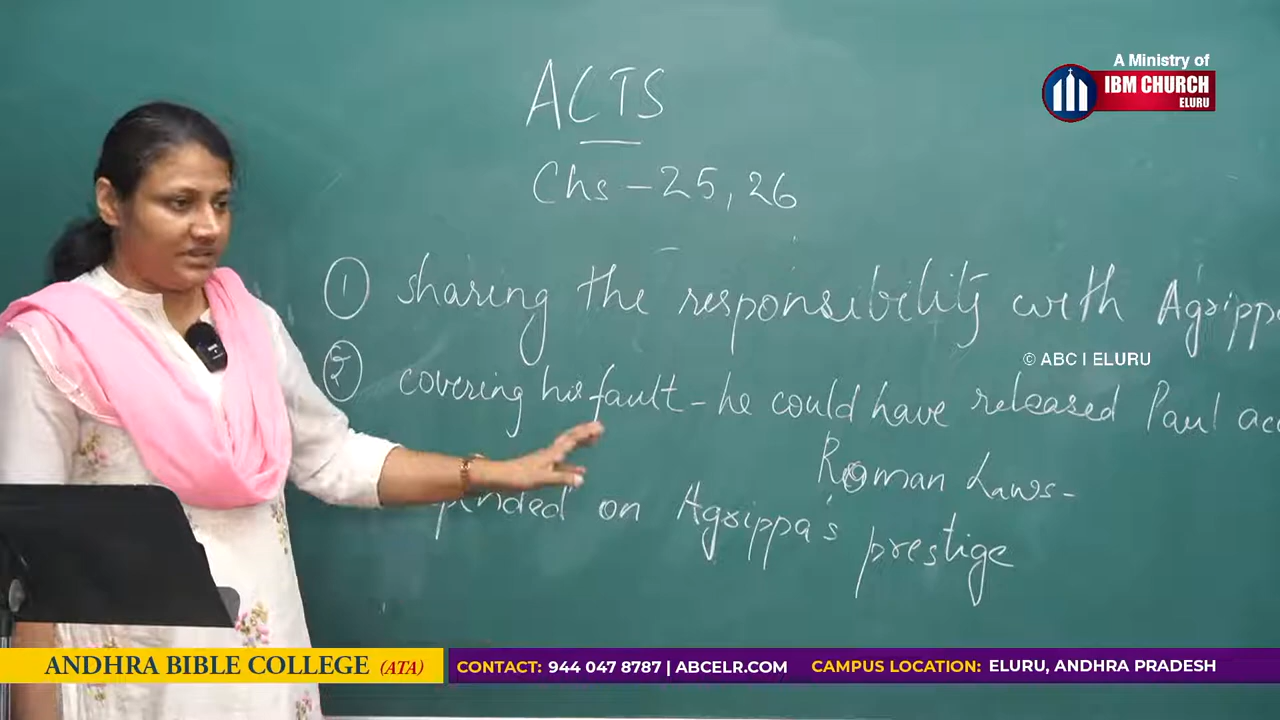 A Ministry of
IBM CHURCH
ELURU
ACTS
Chs - 25, 26
① sharing the responsibility with Agripp
© ABC I ELURU
② covering his fault - he could have released Paul acc
Roman Laws -
pended on Agrippa's prestige
ANDHRA BIBLE COLLEGE (ATA)
CONTACT: 944 047 8787 | ABCELR.COM
CAMPUS LOCATION: ELURU, ANDHRA PRADESH